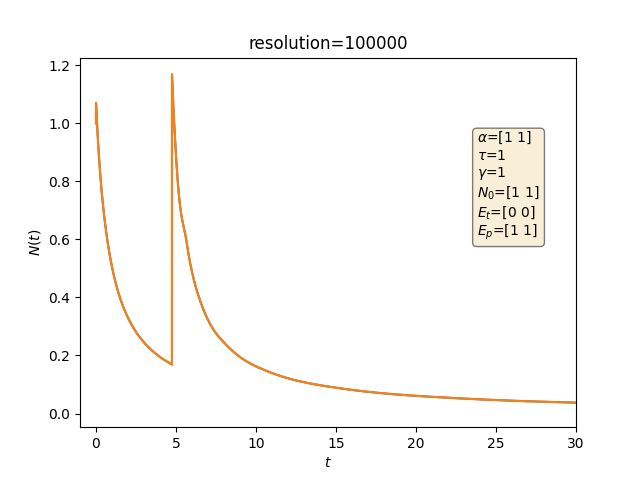 resolution=100000
1.2
1.0
0.8
0.6
0.4
0.2
0.0
N(t)
α=[1 1]
τ=1
γ=1
N₀=[1 1]
Eₜ=[0 0]
Eₚ=[1 1]
0 5 10 15 20 25 30
t